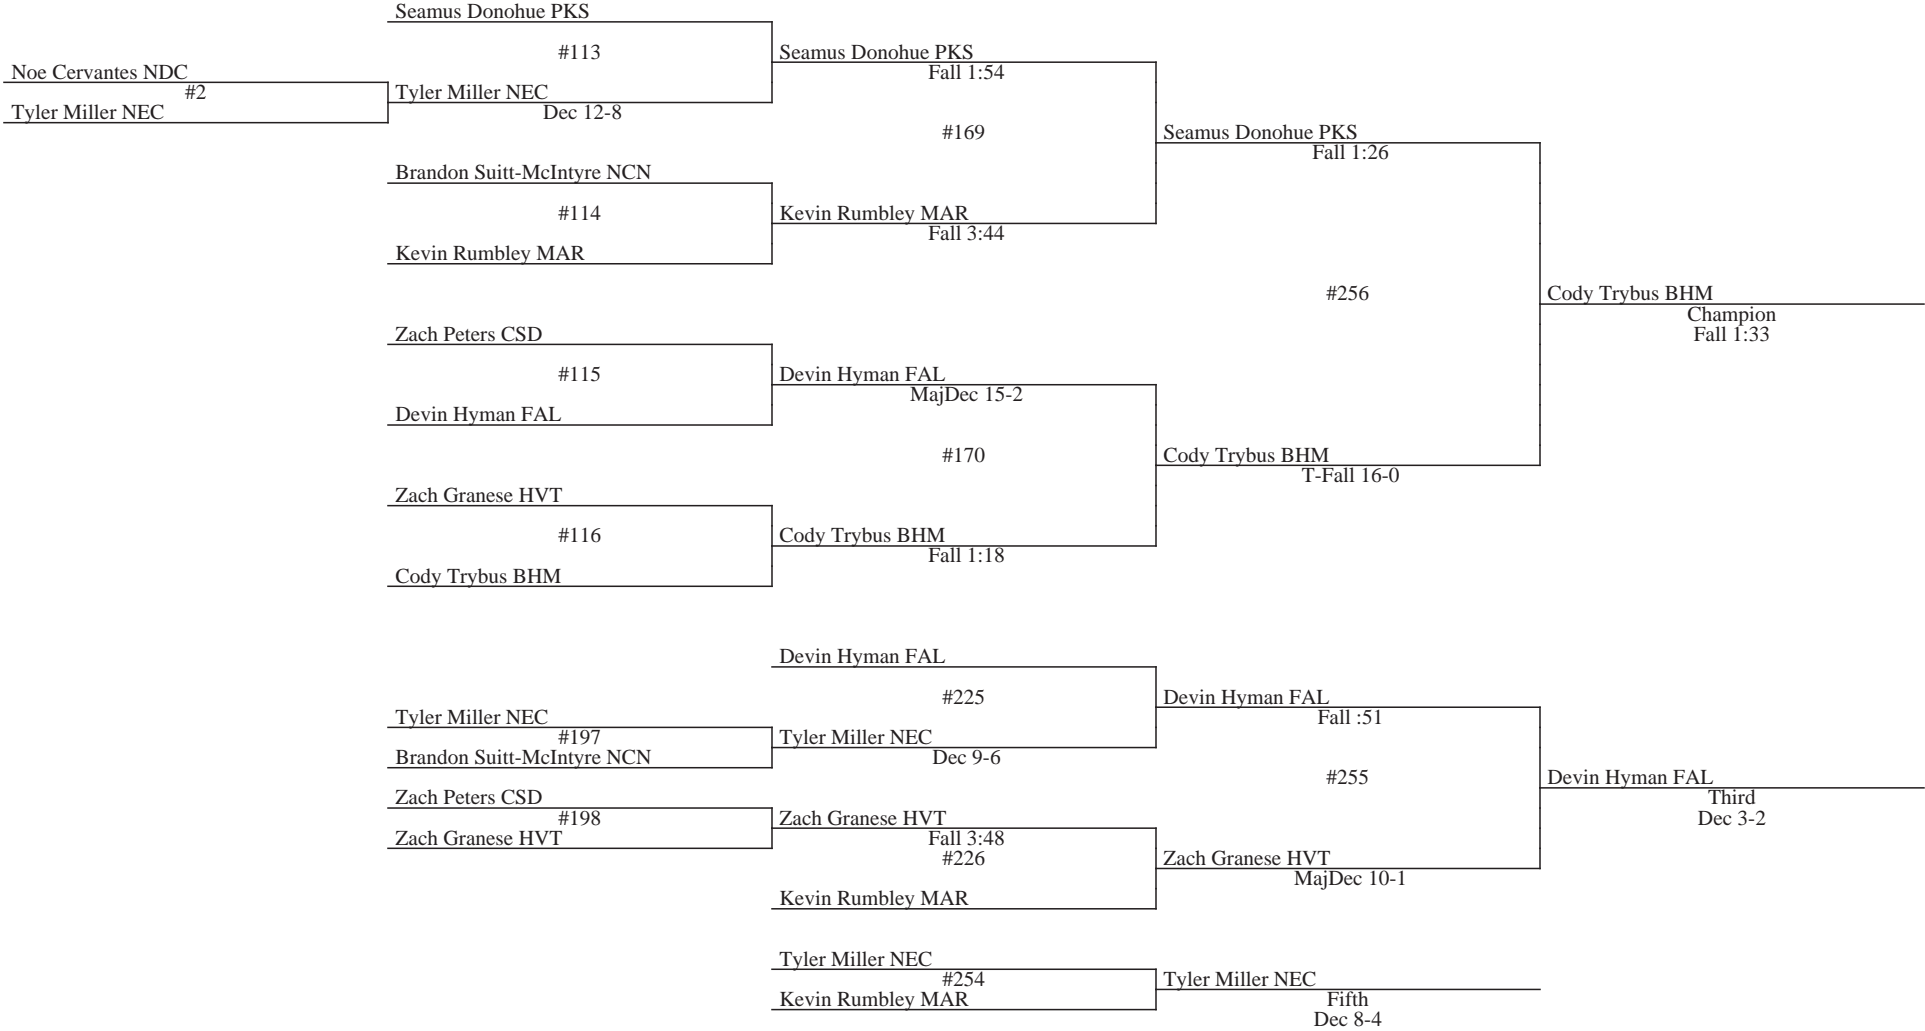 Seamus Donohue PKS
#113
Seamus Donohue PKS
Fall 1:54
Noe Cervantes NDC
#2
Tyler Miller NEC
Tyler Miller NEC
Dec 12-8
#169
Seamus Donohue PKS
Fall 1:26
Brandon Suitt-McIntyre NCN
#114
Kevin Rumbley MAR
Fall 3:44
Kevin Rumbley MAR
#256
Cody Trybus BHM
Champion
Fall 1:33
Zach Peters CSD
#115
Devin Hyman FAL
MajDec 15-2
Devin Hyman FAL
#170
Cody Trybus BHM
T-Fall 16-0
Zach Granese HVT
#116
Cody Trybus BHM
Fall 1:18
Cody Trybus BHM
Devin Hyman FAL
#225
Devin Hyman FAL
Fall :51
Tyler Miller NEC
#197
Tyler Miller NEC
Dec 9-6
Brandon Suitt-McIntyre NCN
#255
Devin Hyman FAL
Third
Dec 3-2
Zach Peters CSD
#198
Zach Granese HVT
Zach Granese HVT
Fall 3:48
#226
Zach Granese HVT
MajDec 10-1
Kevin Rumbley MAR
Tyler Miller NEC
#254
Kevin Rumbley MAR
Tyler Miller NEC
Fifth
Dec 8-4